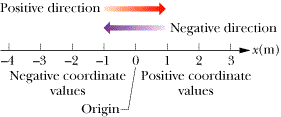 Positive direction
Negative direction
−4 −3 −2 −1 0 1 2 3 x(m)
Negative coordinate values
Positive coordinate values
Origin